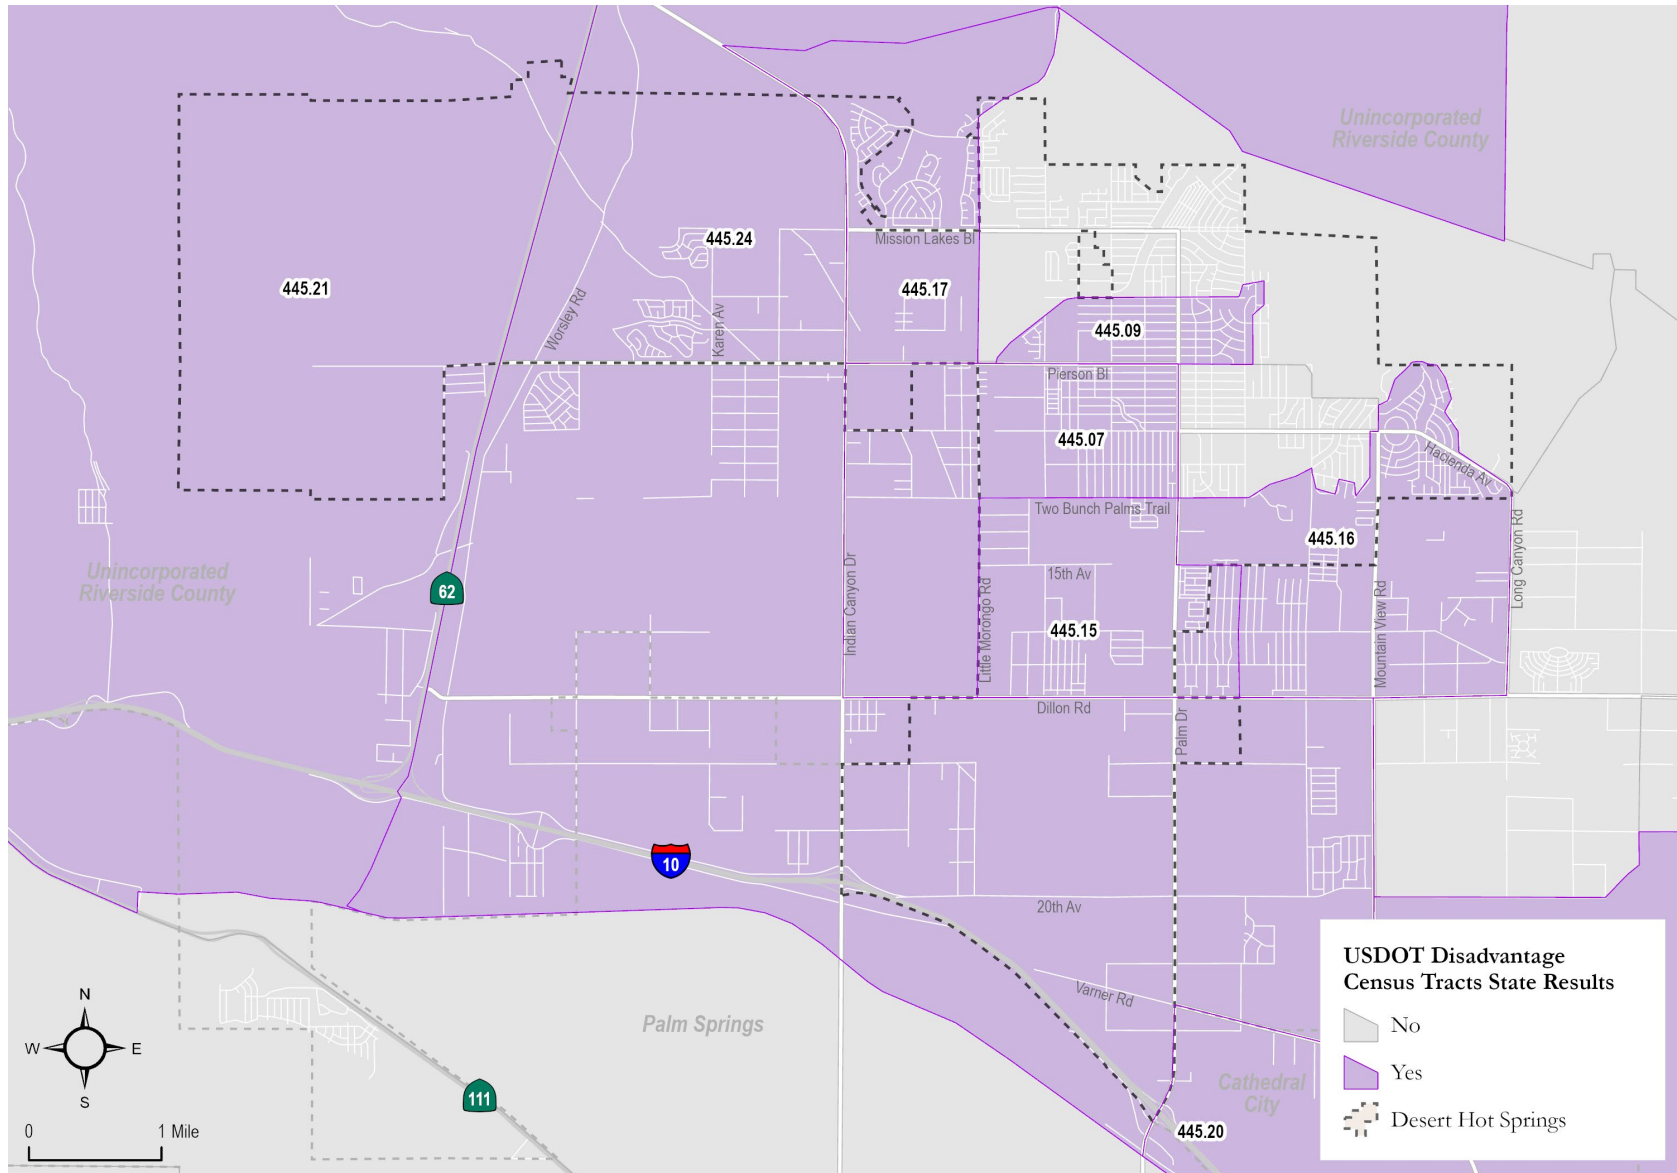 Unincorporated
Riverside County
445.24
Mission Lakes Bl
445.21
445.17
Worsley Rd
Karen Av
445.09
Pierson Bl
445.07
Hacienda Av
Two Bunch Palms Trail
445.16
Long Canyon Rd
Unincorporated
Riverside County
62
Indian Canyon Dr
Little Morongo Rd
15th Av
Mountain View Rd
445.15
Dillon Rd
Palm Dr
10
20th Av
Varner Rd
Palm Springs
Cathedral
City
111
445.20
N
W
E
S
0
1 Mile
USDOT Disadvantage
Census Tracts State Results
No
Yes
Desert Hot Springs